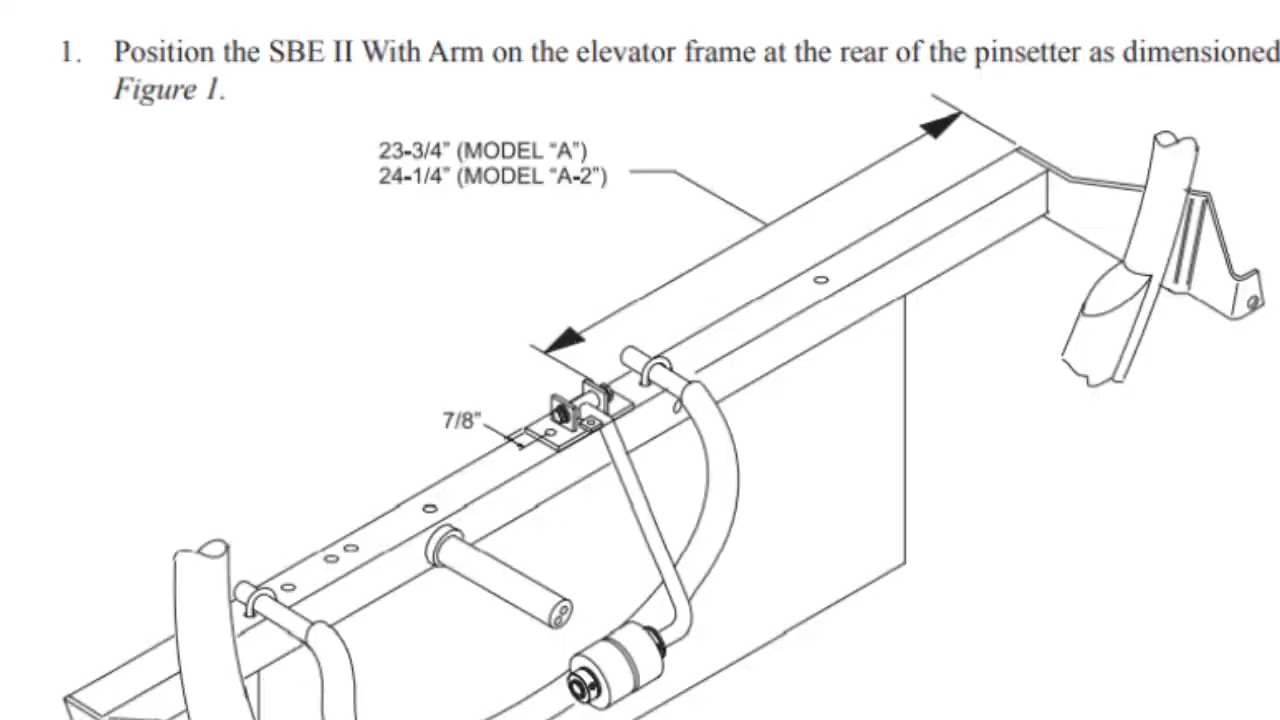 1. Position the SBE II With Arm on the elevator frame at the rear of the pinsetter as dimensioned
Figure 1.
23-3/4" (MODEL "A")
24-1/4" (MODEL "A-2")
7/8"